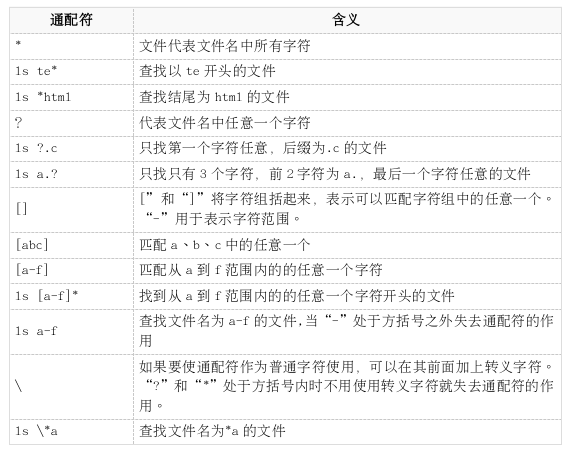 通配符 含义
* 文件代表文件名中所有字符
ls te* 查找以 te 开头的文件
ls *html 查找结尾为 html 的文件
? 代表文件名中任意一个字符
ls ?.c 只找第一个字符任意，后缀为.c 的文件
ls a.? 只找只有 3 个字符，前 2 字符为 a.，最后一个字符任意的文件
[] [”和“]”将字符组括起来，表示可以匹配字符组中的任意一个。
“-”用于表示字符范围。
[abc] 匹配 a、b、c 中的任意一个
[a-f] 匹配从 a 到 f 范围内的的任意一个字符
ls [a-f]* 找到从 a 到 f 范围内的的任意一个字符开头的文件
ls a-f 查找文件名为 a-f 的文件,当“-”处于方括号之外失去通配符的作
用
\ 如果要使通配符作为普通字符使用，可以在其前面加上转义字符。
“?”和“*”处于方括号内时不用使用转义字符就失去通配符的作
用。
ls \*a 查找文件名为*a 的文件